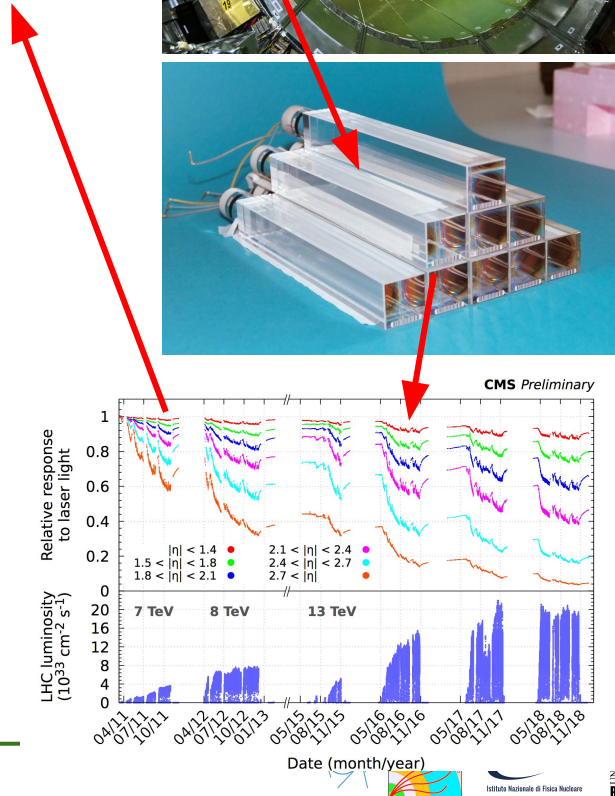 CMS Preliminary
Relative response
to laser light
1
0.8
0.6
0.4
0.2
0
|η| < 1.4
1.5 < |η| < 1.8
1.8 < |η| < 2.1
2.1 < |η| < 2.4
2.4 < |η| < 2.7
2.7 < |η|
LHC luminosity
(10³³ cm⁻² s⁻¹)
20
16
12
8
4
0
7 TeV 8 TeV 13 TeV
04/11 07/11 10/11 04/12 07/12 10/12 01/13 05/15 08/15 11/15 05/16 08/16 11/16 05/17 08/17 11/17 05/18 08/18 11/18
Date (month/year)
Istituto Nazionale di Fisica Nucleare